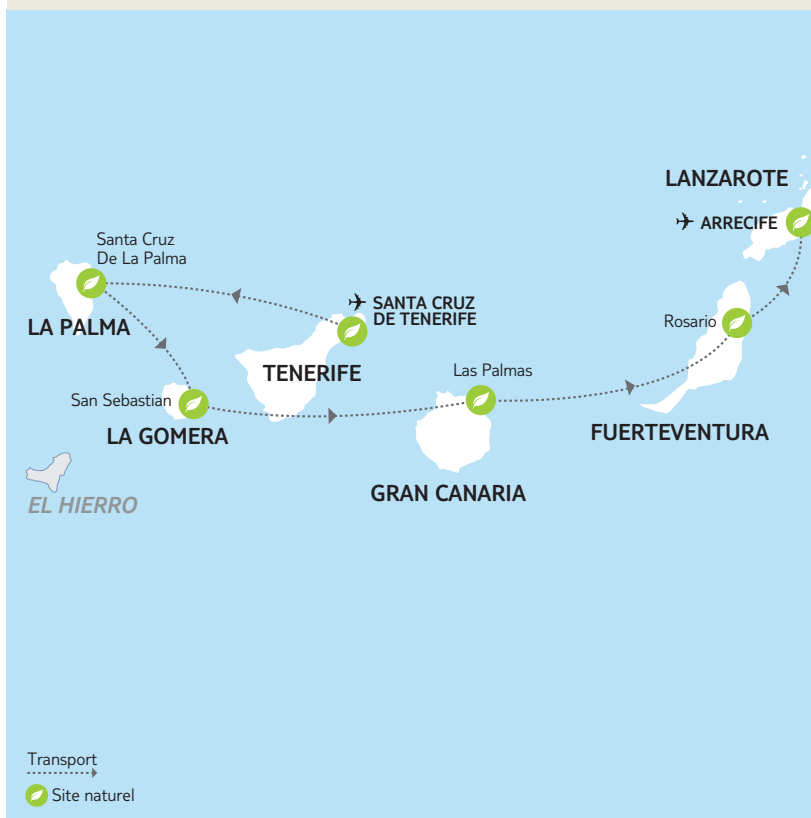 LANZAROTE
ARRECIFE
Santa Cruz
De La Palma
SANTA CRUZ
DE TENERIFE
LA PALMA
Rosario
TENERIFE
Las Palmas
San Sebastian
LA GOMERA
FUERTEVENTURA
EL HIERRO
GRAN CANARIA
Transport
Site naturel